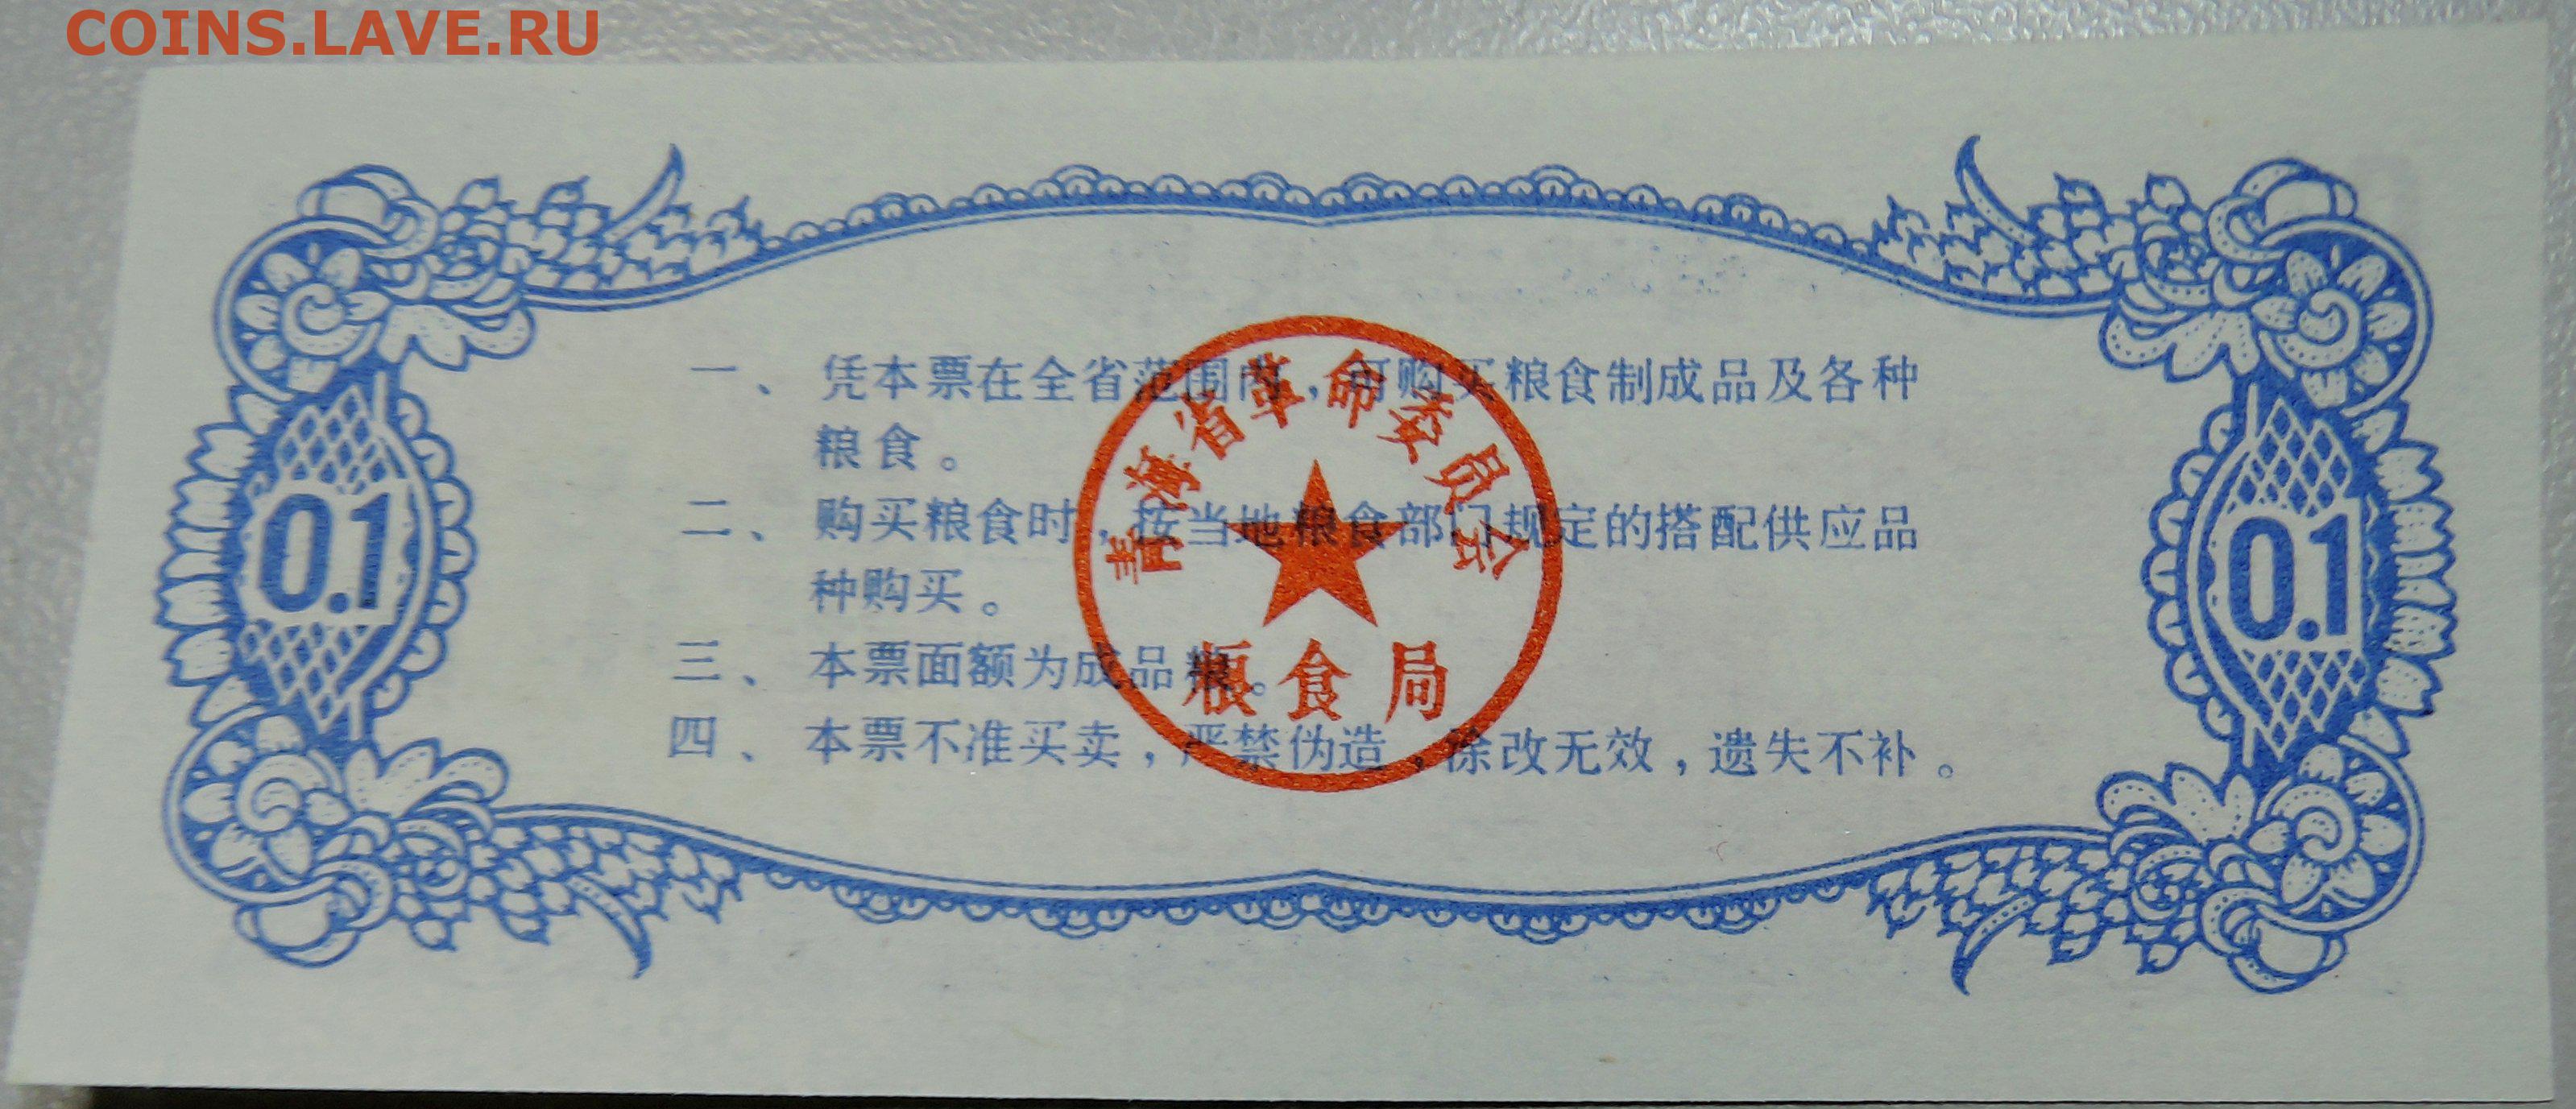 COINS.LAVE.RU
一、凭本票在全省范围内，可购买粮食制成品及各种
粮食。
二、购买粮食时，按当地粮食部门规定的搭配供应品
种购买。
三、本票面额为成品粮。
四、本票不准买卖，严禁伪造，涂改无效，遗失不补。
青海省革命委员会
粮食局
0.1
0.1